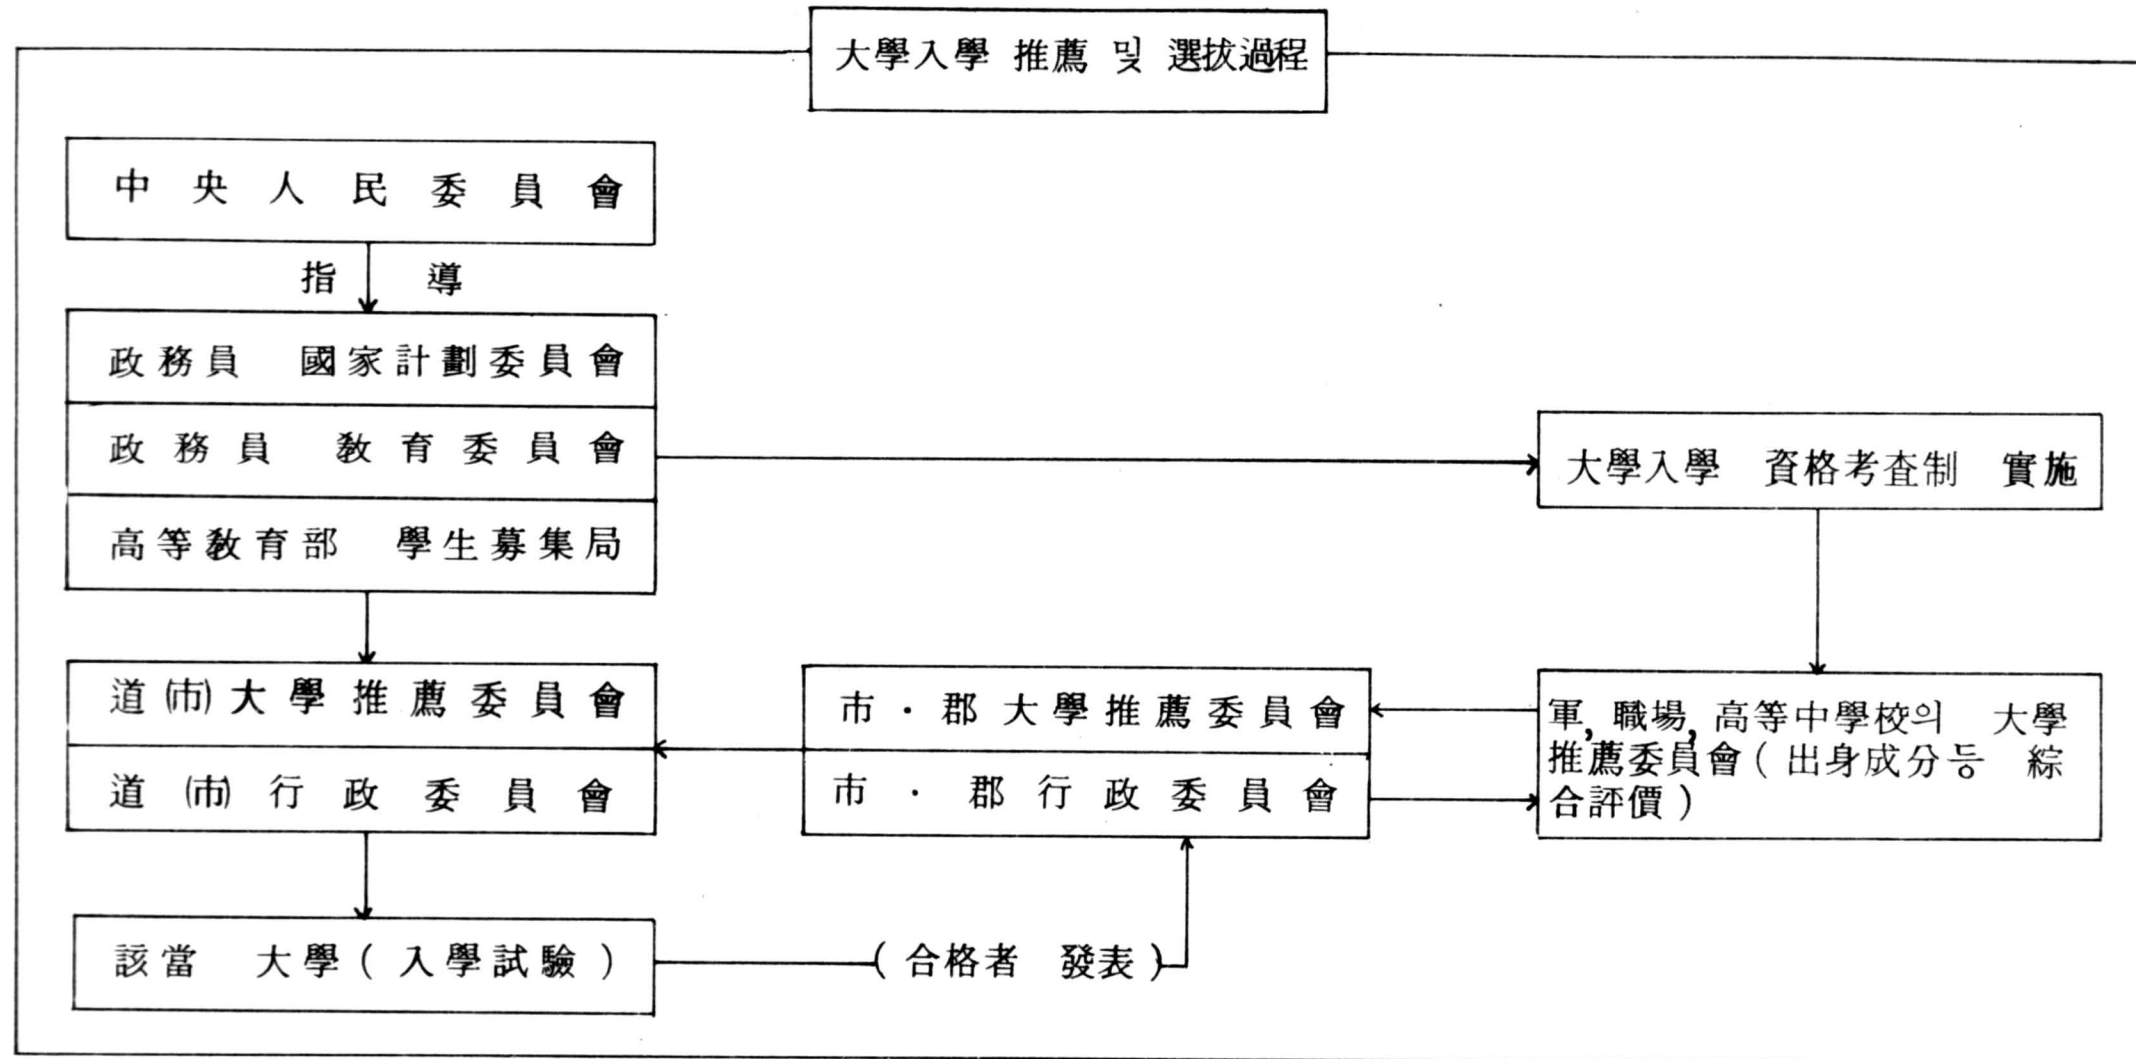 大學入學 推薦 및 選拔過程
中央人民委員會
指導
政務員 國家計劃委員會
政務員 敎育委員會
高等敎育部 學生募集局
大學入學 資格考査制 實施
道(市)大學推薦委員會
道(市)行政委員會
市·郡大學推薦委員會
市·郡行政委員會
軍, 職場, 高等中學校의 大學
推薦委員會(出身成分등 綜
合評價)
該當 大學(入學試驗)
(合格者 發表)